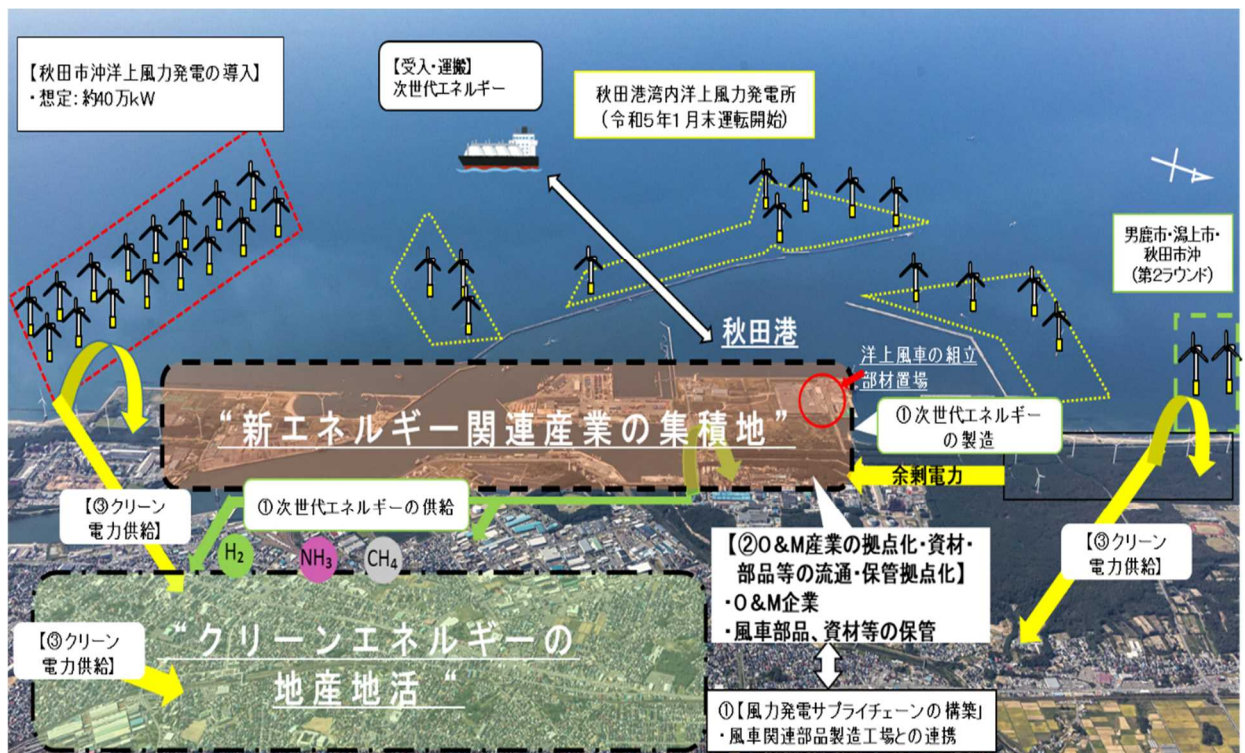 【秋田市沖洋上風力発電の導入】
・想定：約40万kW
【受入・運搬】
次世代エネルギー
秋田港湾内洋上風力発電所
（令和5年1月末運転開始）
男鹿市・潟上市・
秋田市沖
（第2ラウンド）
秋田港
洋上風車の組立
部材置場
“新エネルギー関連産業の集積地”
①次世代エネルギー
の製造
余剰電力
【③クリーン
電力供給】
①次世代エネルギーの供給
H₂
NH₃
CH₄
【②O＆M産業の拠点化・資材・
部品等の流通・保管拠点化】
・O＆M企業
・風車部品、資材等の保管
【③クリーン
電力供給】
【③クリーン
電力供給】
“クリーンエネルギーの
地産地活“
①【風力発電サプライチェーンの構築」
・風車関連部品製造工場との連携